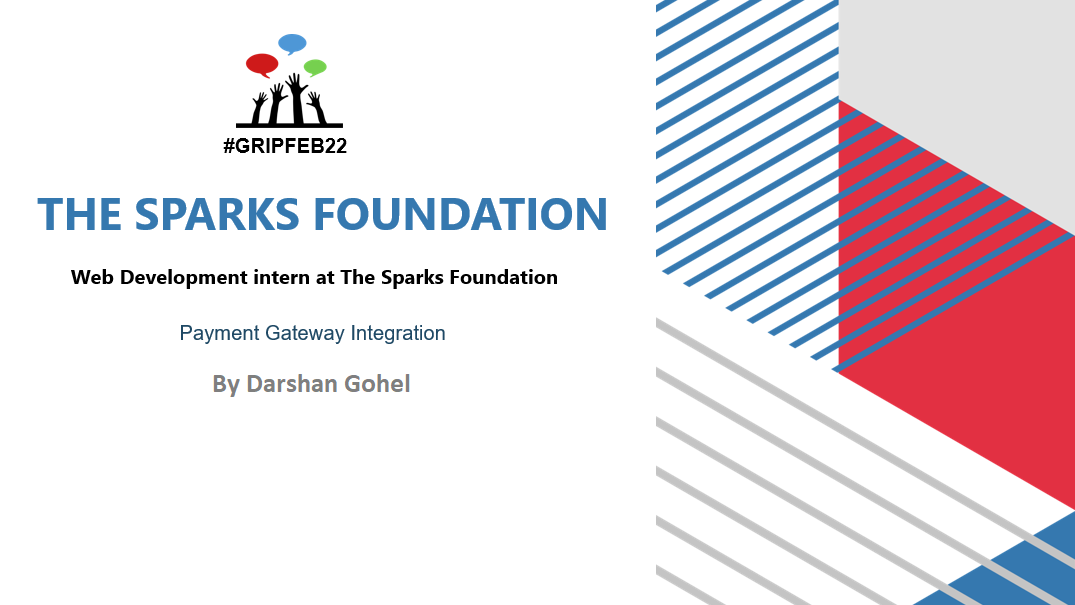 #GRIPFEB22
THE SPARKS FOUNDATION
Web Development intern at The Sparks Foundation
Payment Gateway Integration
By Darshan Gohel